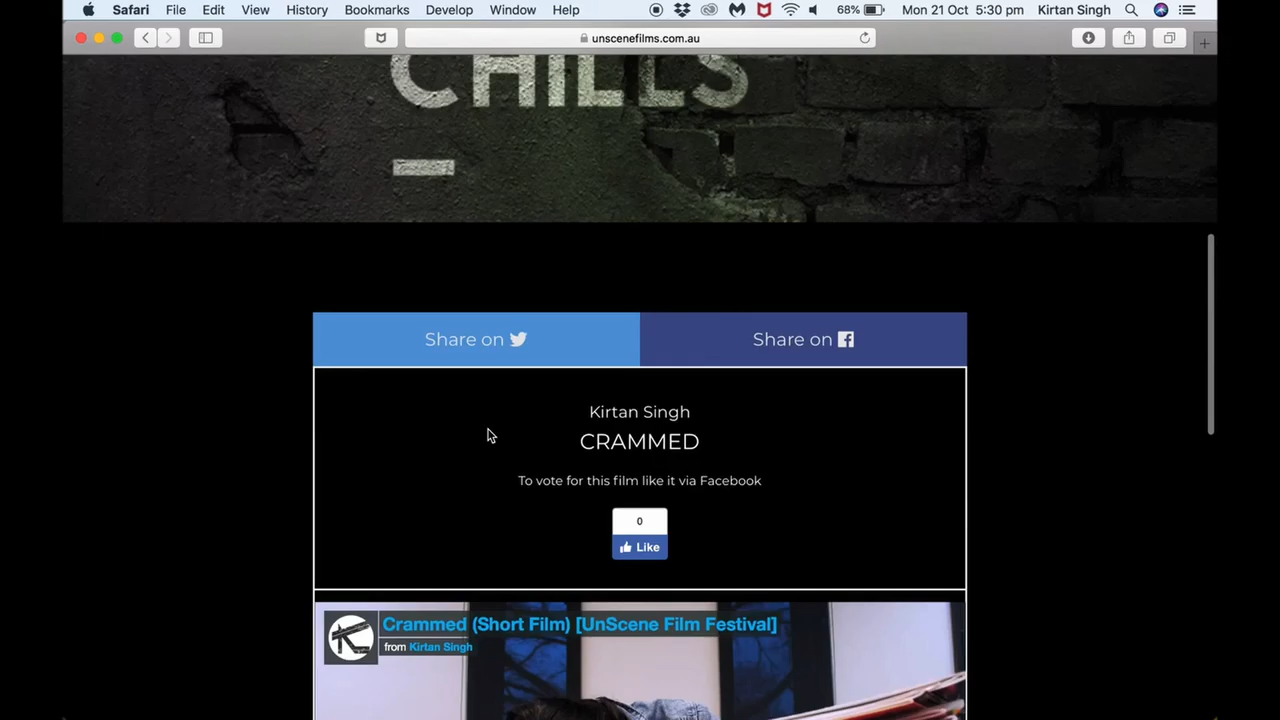 Safari File Edit View History Bookmarks Develop Window Help 68% Mon 21 Oct 5:30 pm Kirtan Singh
unscenefilms.com.au
CHILLS
Share on
Share on
Kirtan Singh
CRAMMED
To vote for this film like it via Facebook
0
Like
Crammed (Short Film) [UnScene Film Festival]
from Kirtan Singh